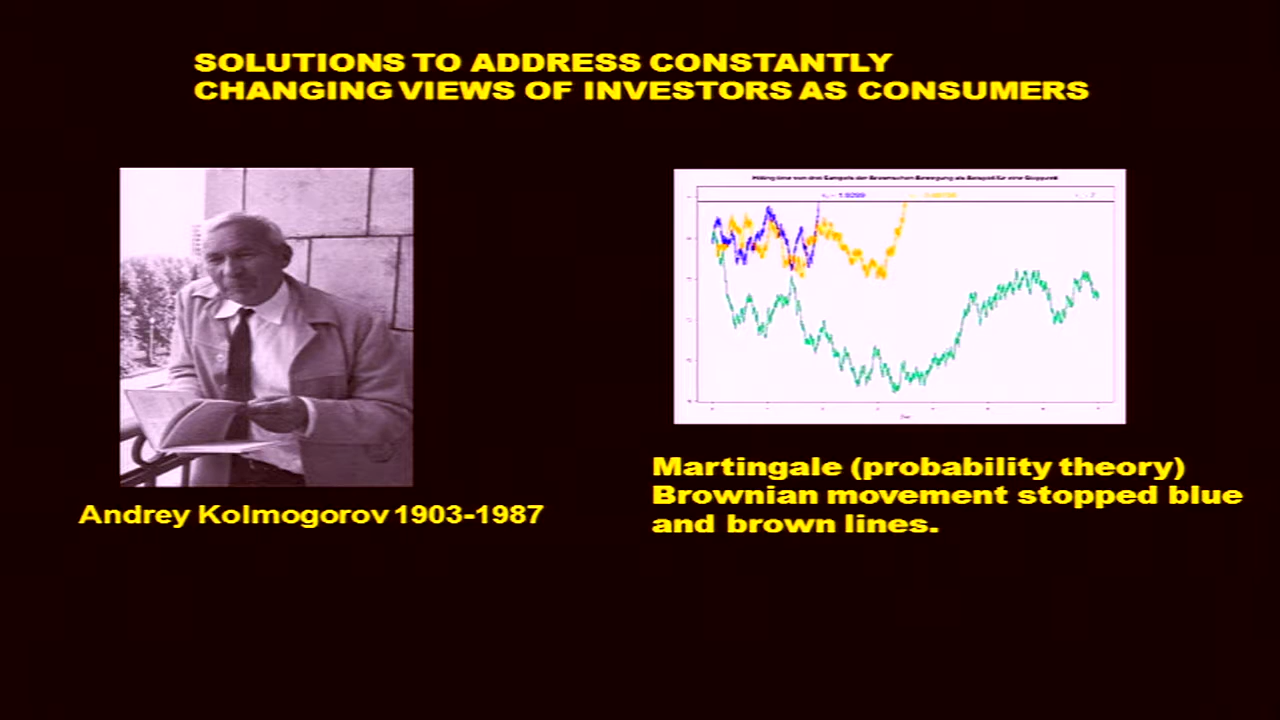 SOLUTIONS TO ADDRESS CONSTANTLY
CHANGING VIEWS OF INVESTORS AS CONSUMERS
Andrey Kolmogorov 1903-1987
Martingale (probability theory)
Brownian movement stopped blue
and brown lines.